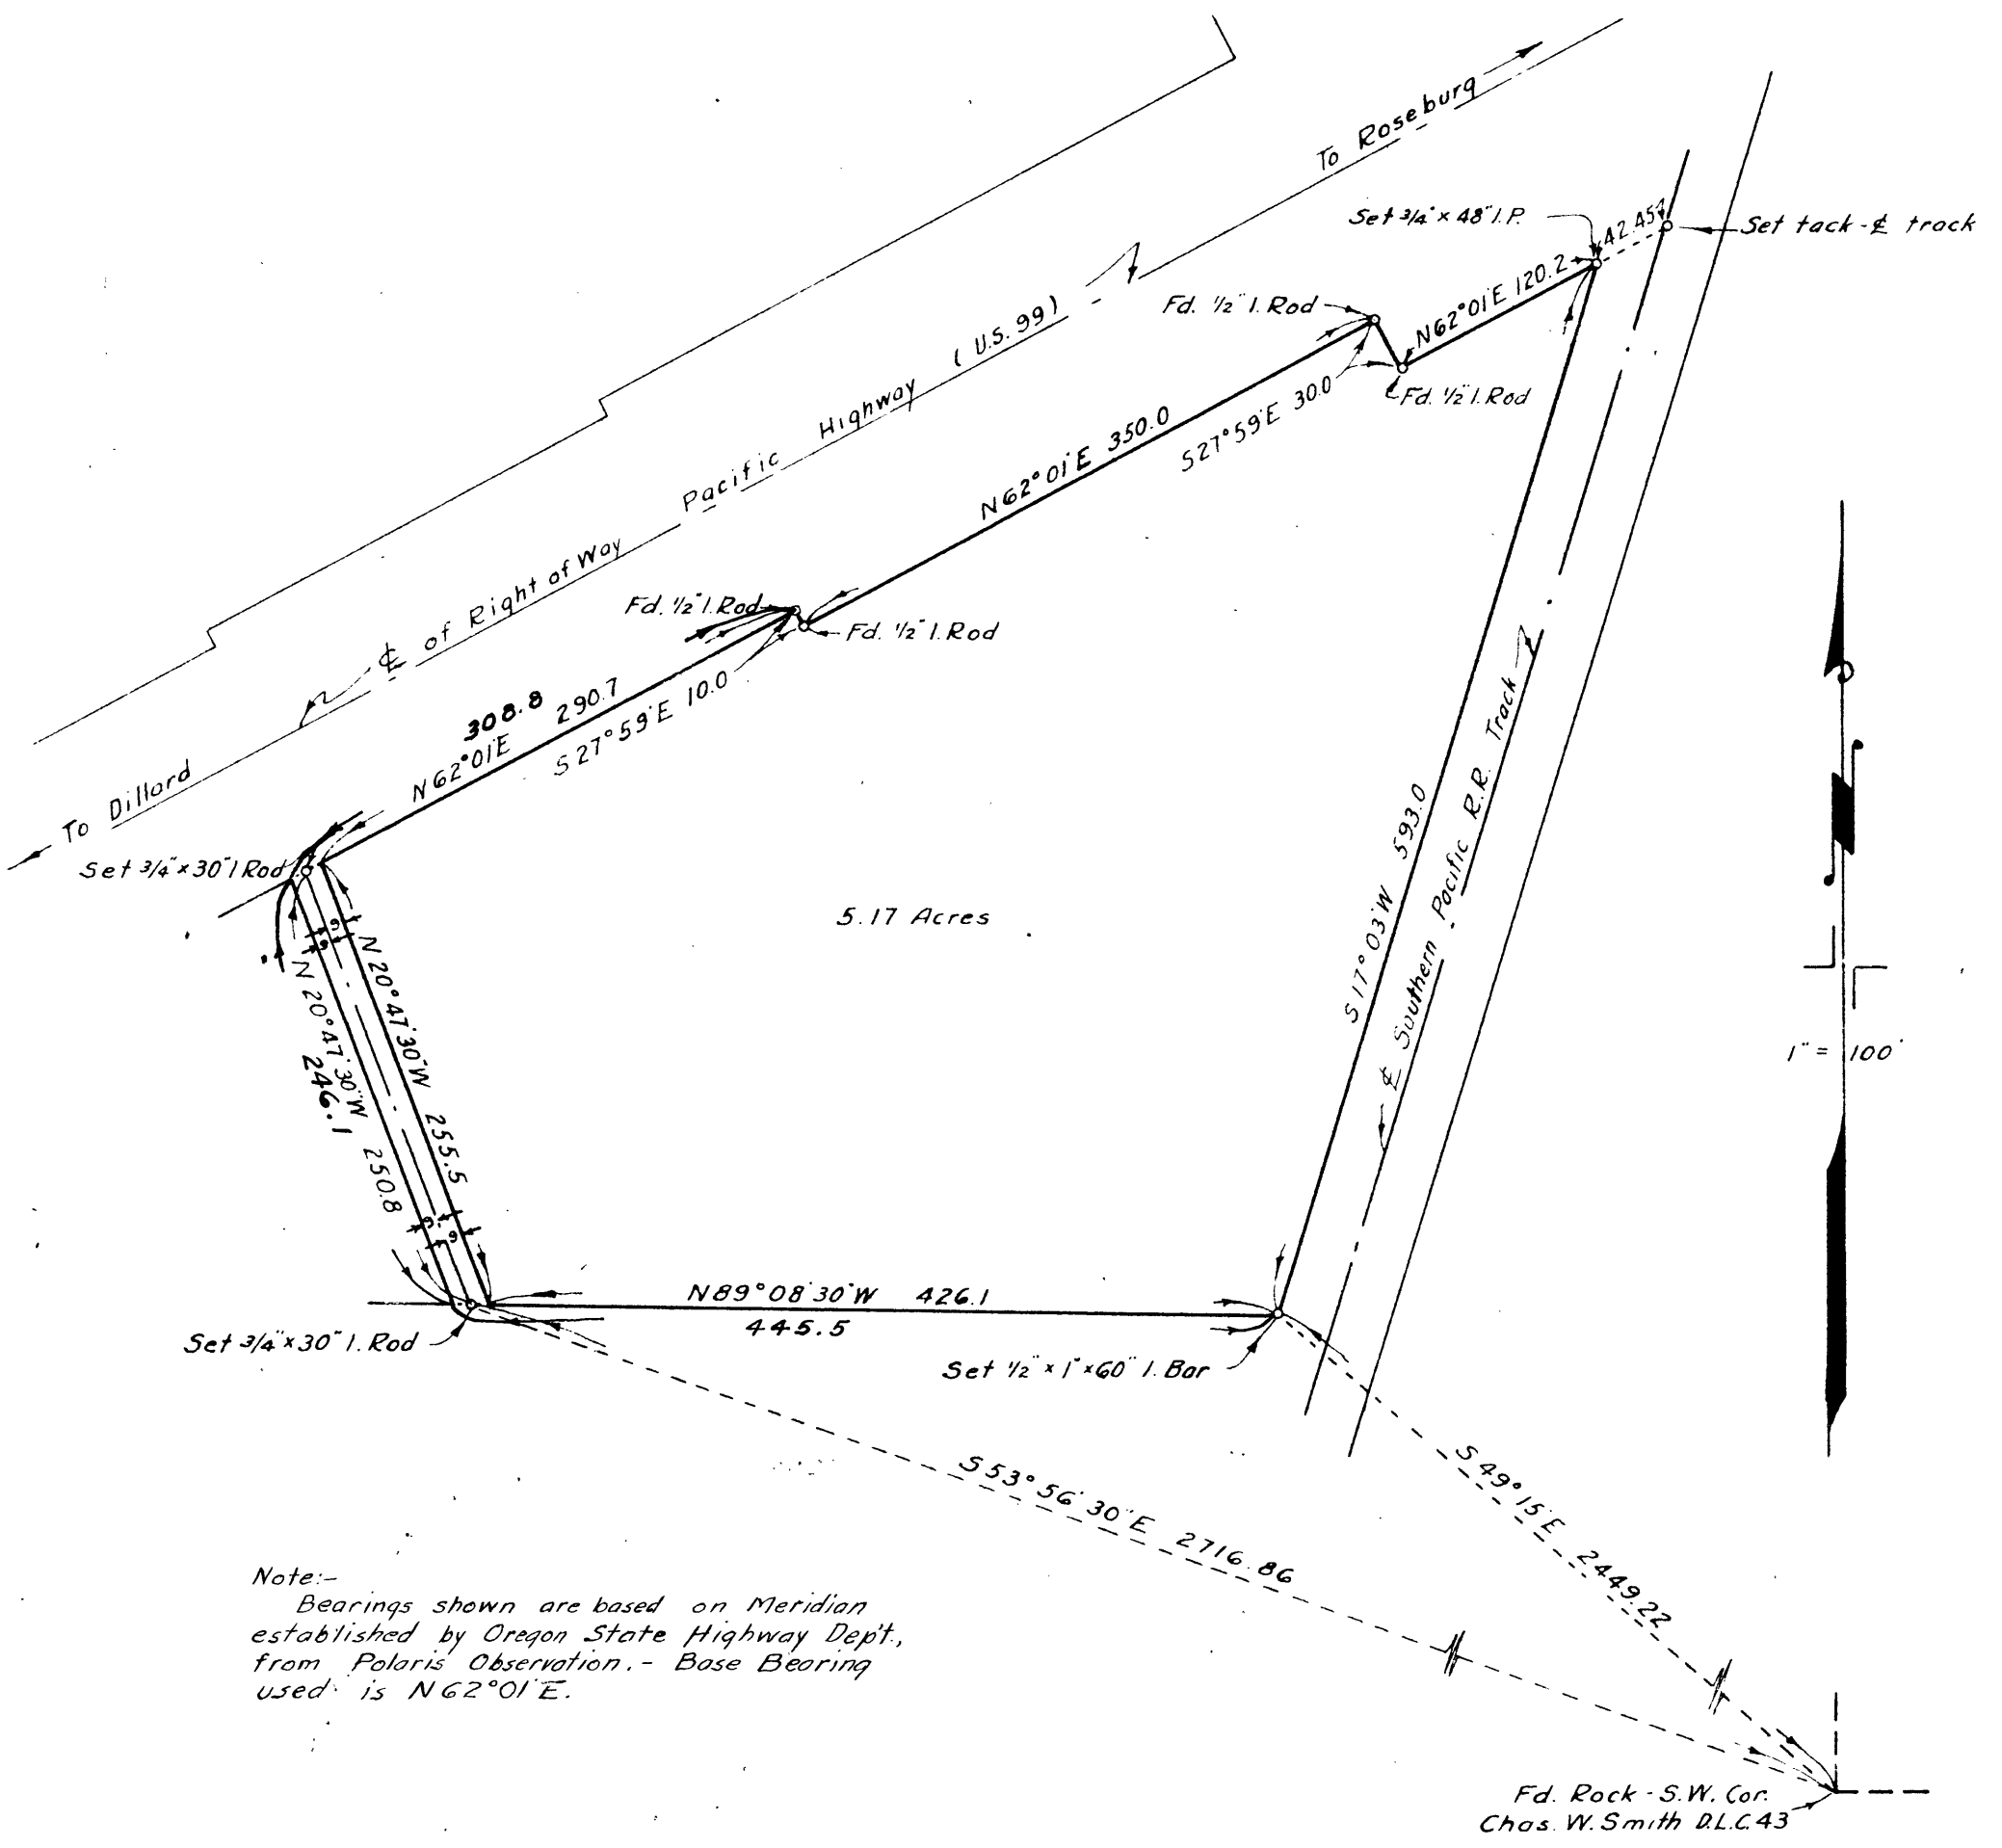 To Roseburg
Set 3/4" x 48" I.P.
42.45'
Set tack - ℄ track
N62°01'E 120.2
Fd. 1/2" I. Rod
Fd. 1/2" I. Rod
S27°59'E 30.0
Pacific Highway (U.S. 99)
N62°01'E 350.0
℄ of Right of Way
Fd. 1/2" I. Rod
Fd. 1/2" I. Rod
308.8
N62°01'E 290.7
S27°59'E 10.0
To Dillard
Set 3/4" x 30" I Rod
5.17 Acres
9
9
N20°47'30"W 255.5
N20°47'30"W 250.8
246.1
9
9
S17°03'W 593.0
℄ Southern Pacific R.R. Track
1" = 100'
N89°08'30"W 426.1
445.5
Set 3/4" x 30" I. Rod
Set 1/2" x 1" x 60" I. Bar
S53°56'30"E 2716.86
S49°15'E 2449.22
Note:-
Bearings shown are based on Meridian
established by Oregon State Highway Dep't.,
from Polaris Observation. - Base Bearing
used is N62°01'E.
Fd. Rock - S.W. Cor.
Chas. W. Smith D.L.C. 43